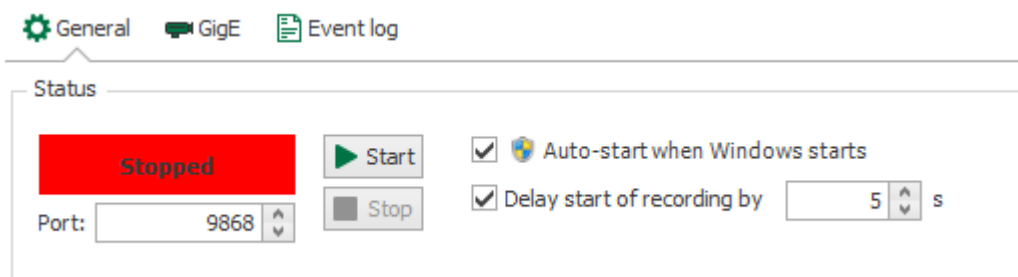 General GigE Event log
Status
Stopped Start Auto-start when Windows starts
Stop Delay start of recording by 5 s
Port: 9868